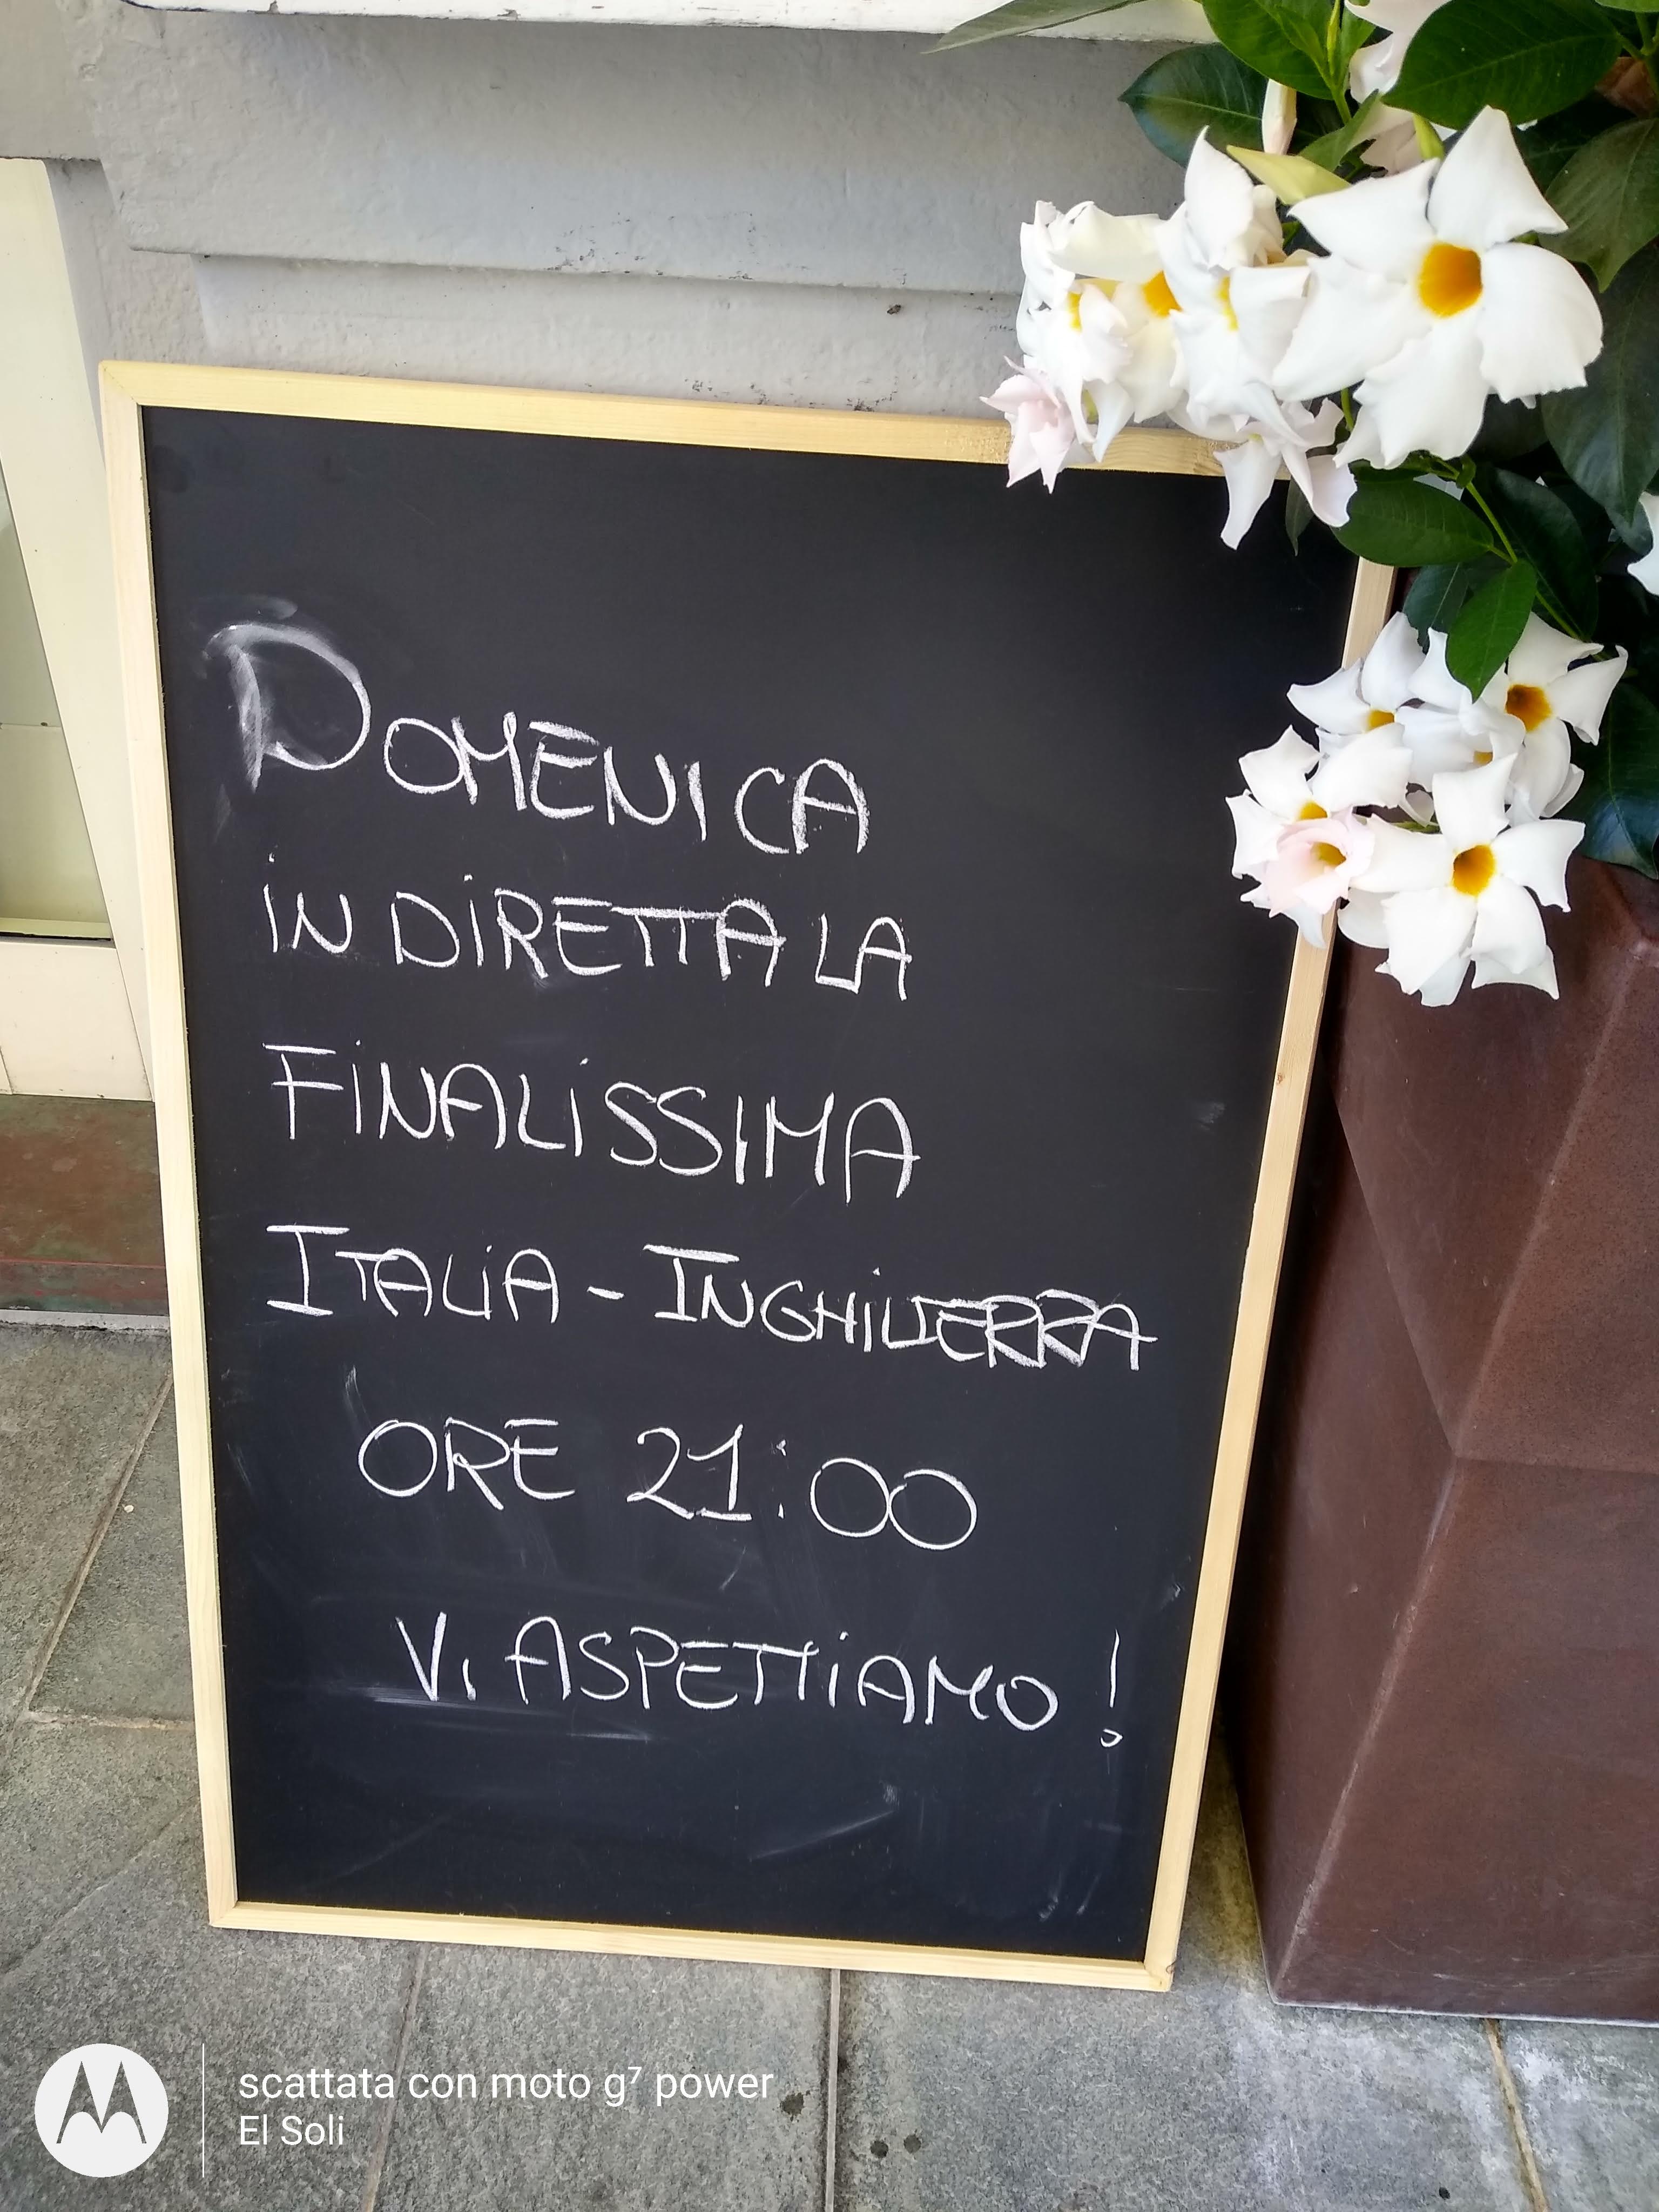 DOMENICA
IN DIRETTA LA
FINALISSIMA
ITALIA - INGHILTERRA
ORE 21:00
VI ASPETTIAMO!
scattata con moto g⁷ power
El Soli